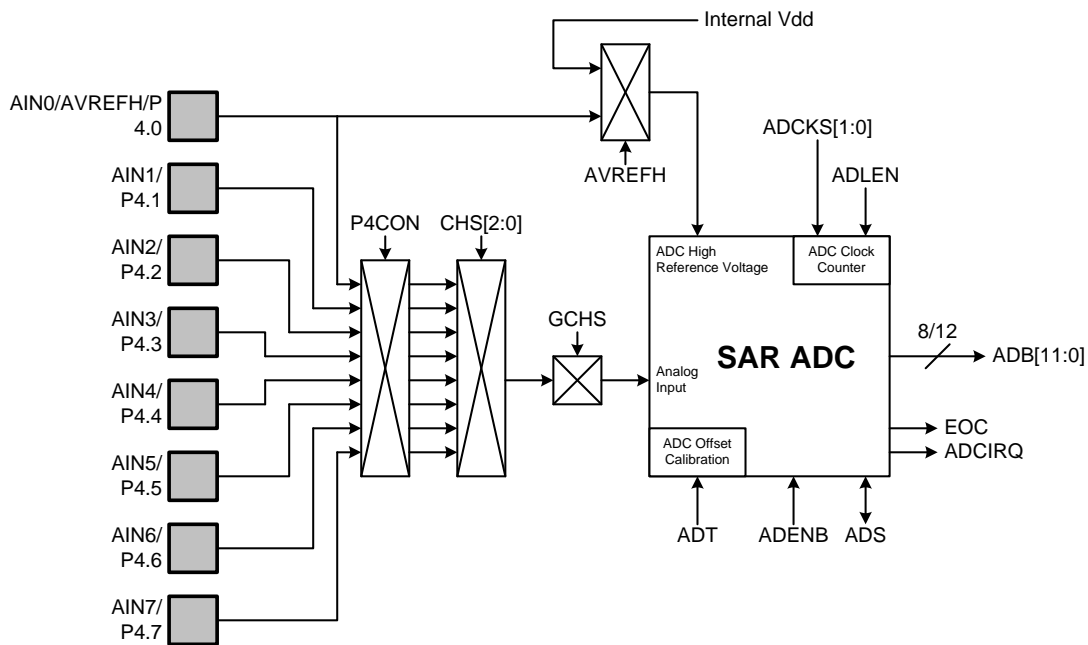 Internal Vdd
AIN0/AVREFH/P
4.0
ADCKS[1:0]
AIN1/
P4.1
AVREFH
ADLEN
P4CON
CHS[2:0]
AIN2/
P4.2
ADC High
Reference Voltage
ADC Clock
Counter
AIN3/
P4.3
GCHS
8/12
SAR ADC
ADB[11:0]
AIN4/
P4.4
Analog
Input
EOC
ADCIRQ
ADC Offset
Calibration
AIN5/
P4.5
ADT
ADENB
ADS
AIN6/
P4.6
AIN7/
P4.7